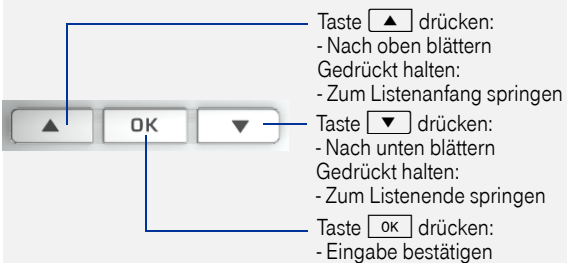 Taste ▲ drücken:
- Nach oben blättern
Gedrückt halten:
- Zum Listenanfang springen
OK
Taste ▼ drücken:
- Nach unten blättern
Gedrückt halten:
- Zum Listenende springen
Taste OK drücken:
- Eingabe bestätigen